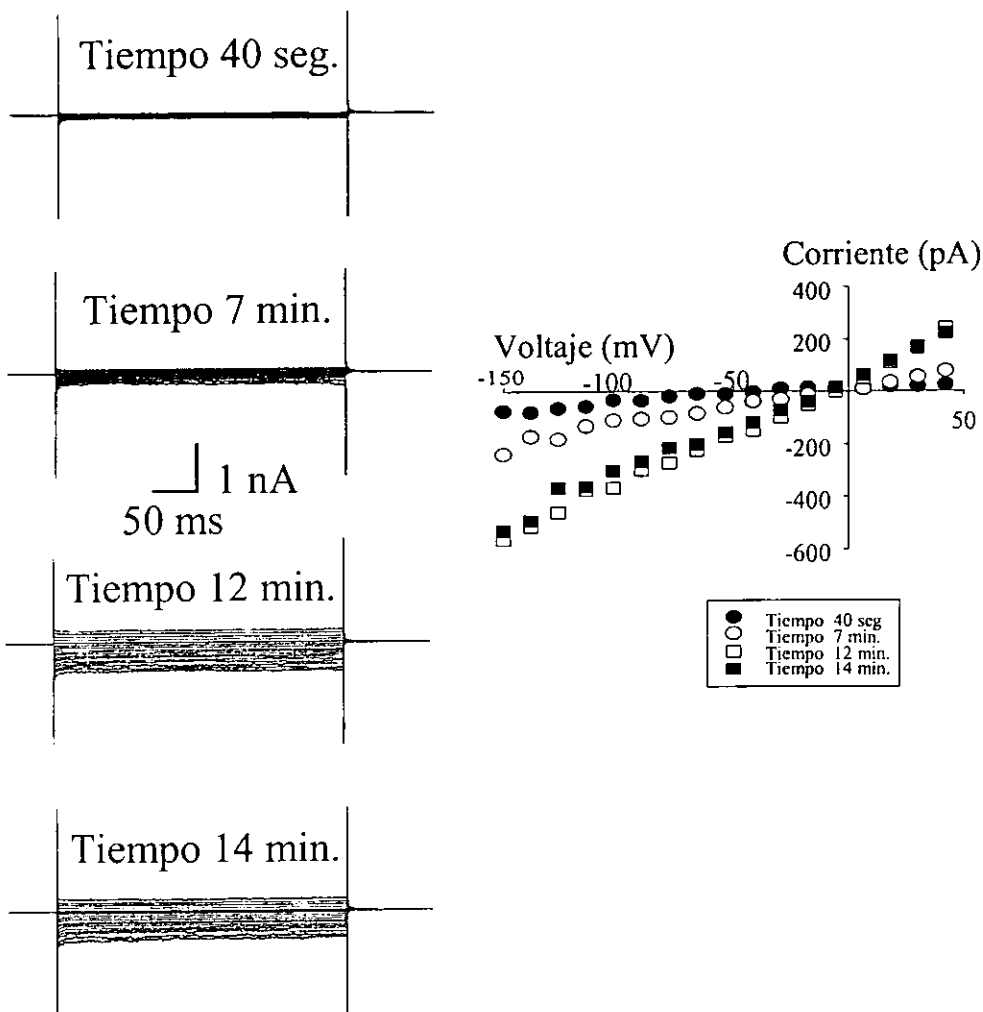 Tiempo 40 seg.
Tiempo 7 min.
1 nA
50 ms
Tiempo 12 min.
Tiempo 14 min.
Corriente (pA)
400
200
Voltaje (mV)
-150
-100
-50
50
-200
-400
-600
Tiempo 40 seg
Tiempo 7 min.
Tiempo 12 min.
Tiempo 14 min.